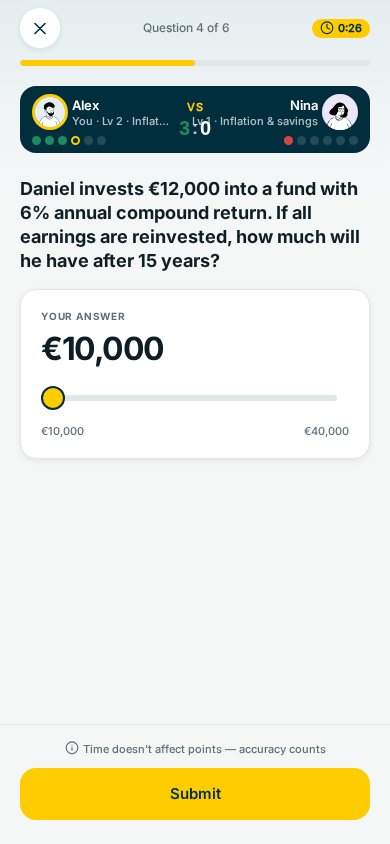 Question 4 of 6
0:26
Alex
VS
Nina
You · Lv 2 · Inflat...
Lv 1 · Inflation & savings
3:0
Daniel invests €12,000 into a fund with
6% annual compound return. If all
earnings are reinvested, how much will
he have after 15 years?
YOUR ANSWER
€10,000
€10,000
€40,000
Time doesn't affect points — accuracy counts
Submit